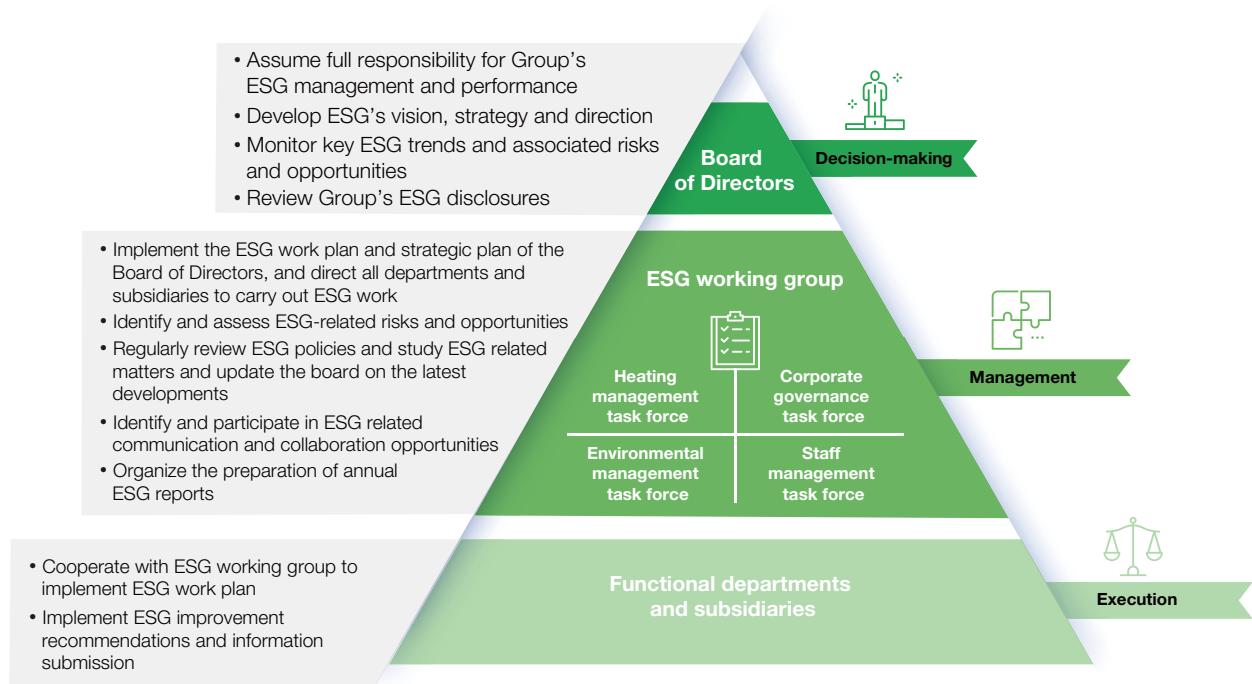 • Assume full responsibility for Group's
ESG management and performance
• Develop ESG's vision, strategy and direction
• Monitor key ESG trends and associated risks
and opportunities
• Review Group's ESG disclosures
Board
of Directors
Decision-making
• Implement the ESG work plan and strategic plan of the
Board of Directors, and direct all departments and
subsidiaries to carry out ESG work
• Identify and assess ESG-related risks and opportunities
• Regularly review ESG policies and study ESG related
matters and update the board on the latest
developments
• Identify and participate in ESG related
communication and collaboration opportunities
• Organize the preparation of annual
ESG reports
ESG working group
Heating
management
task force
Corporate
governance
task force
Environmental
management
task force
Staff
management
task force
Management
• Cooperate with ESG working group to
implement ESG work plan
• Implement ESG improvement
recommendations and information
submission
Functional departments
and subsidiaries
Execution